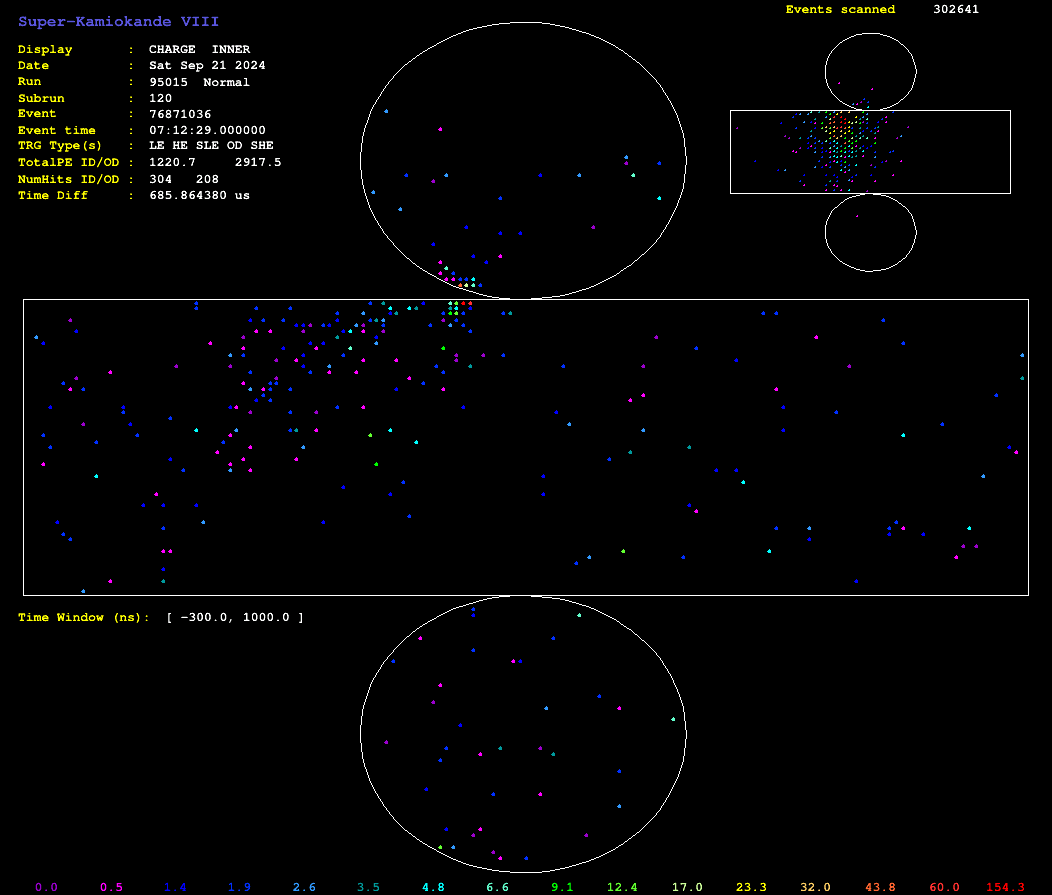 Super-Kamiokande VIII
Events scanned 302641
Display : CHARGE INNER
Date : Sat Sep 21 2024
Run : 95015 Normal
Subrun : 120
Event : 76871036
Event time : 07:12:29.000000
TRG Type(s) : LE HE SLE OD SHE
TotalPE ID/OD : 1220.7 2917.5
NumHits ID/OD : 304 208
Time Diff : 685.864380 us
Time Window (ns): [ -300.0, 1000.0 ]
0.0 0.5 1.4 1.9 2.6 3.5 4.8 6.6 9.1 12.4 17.0 23.3 32.0 43.8 60.0 154.3